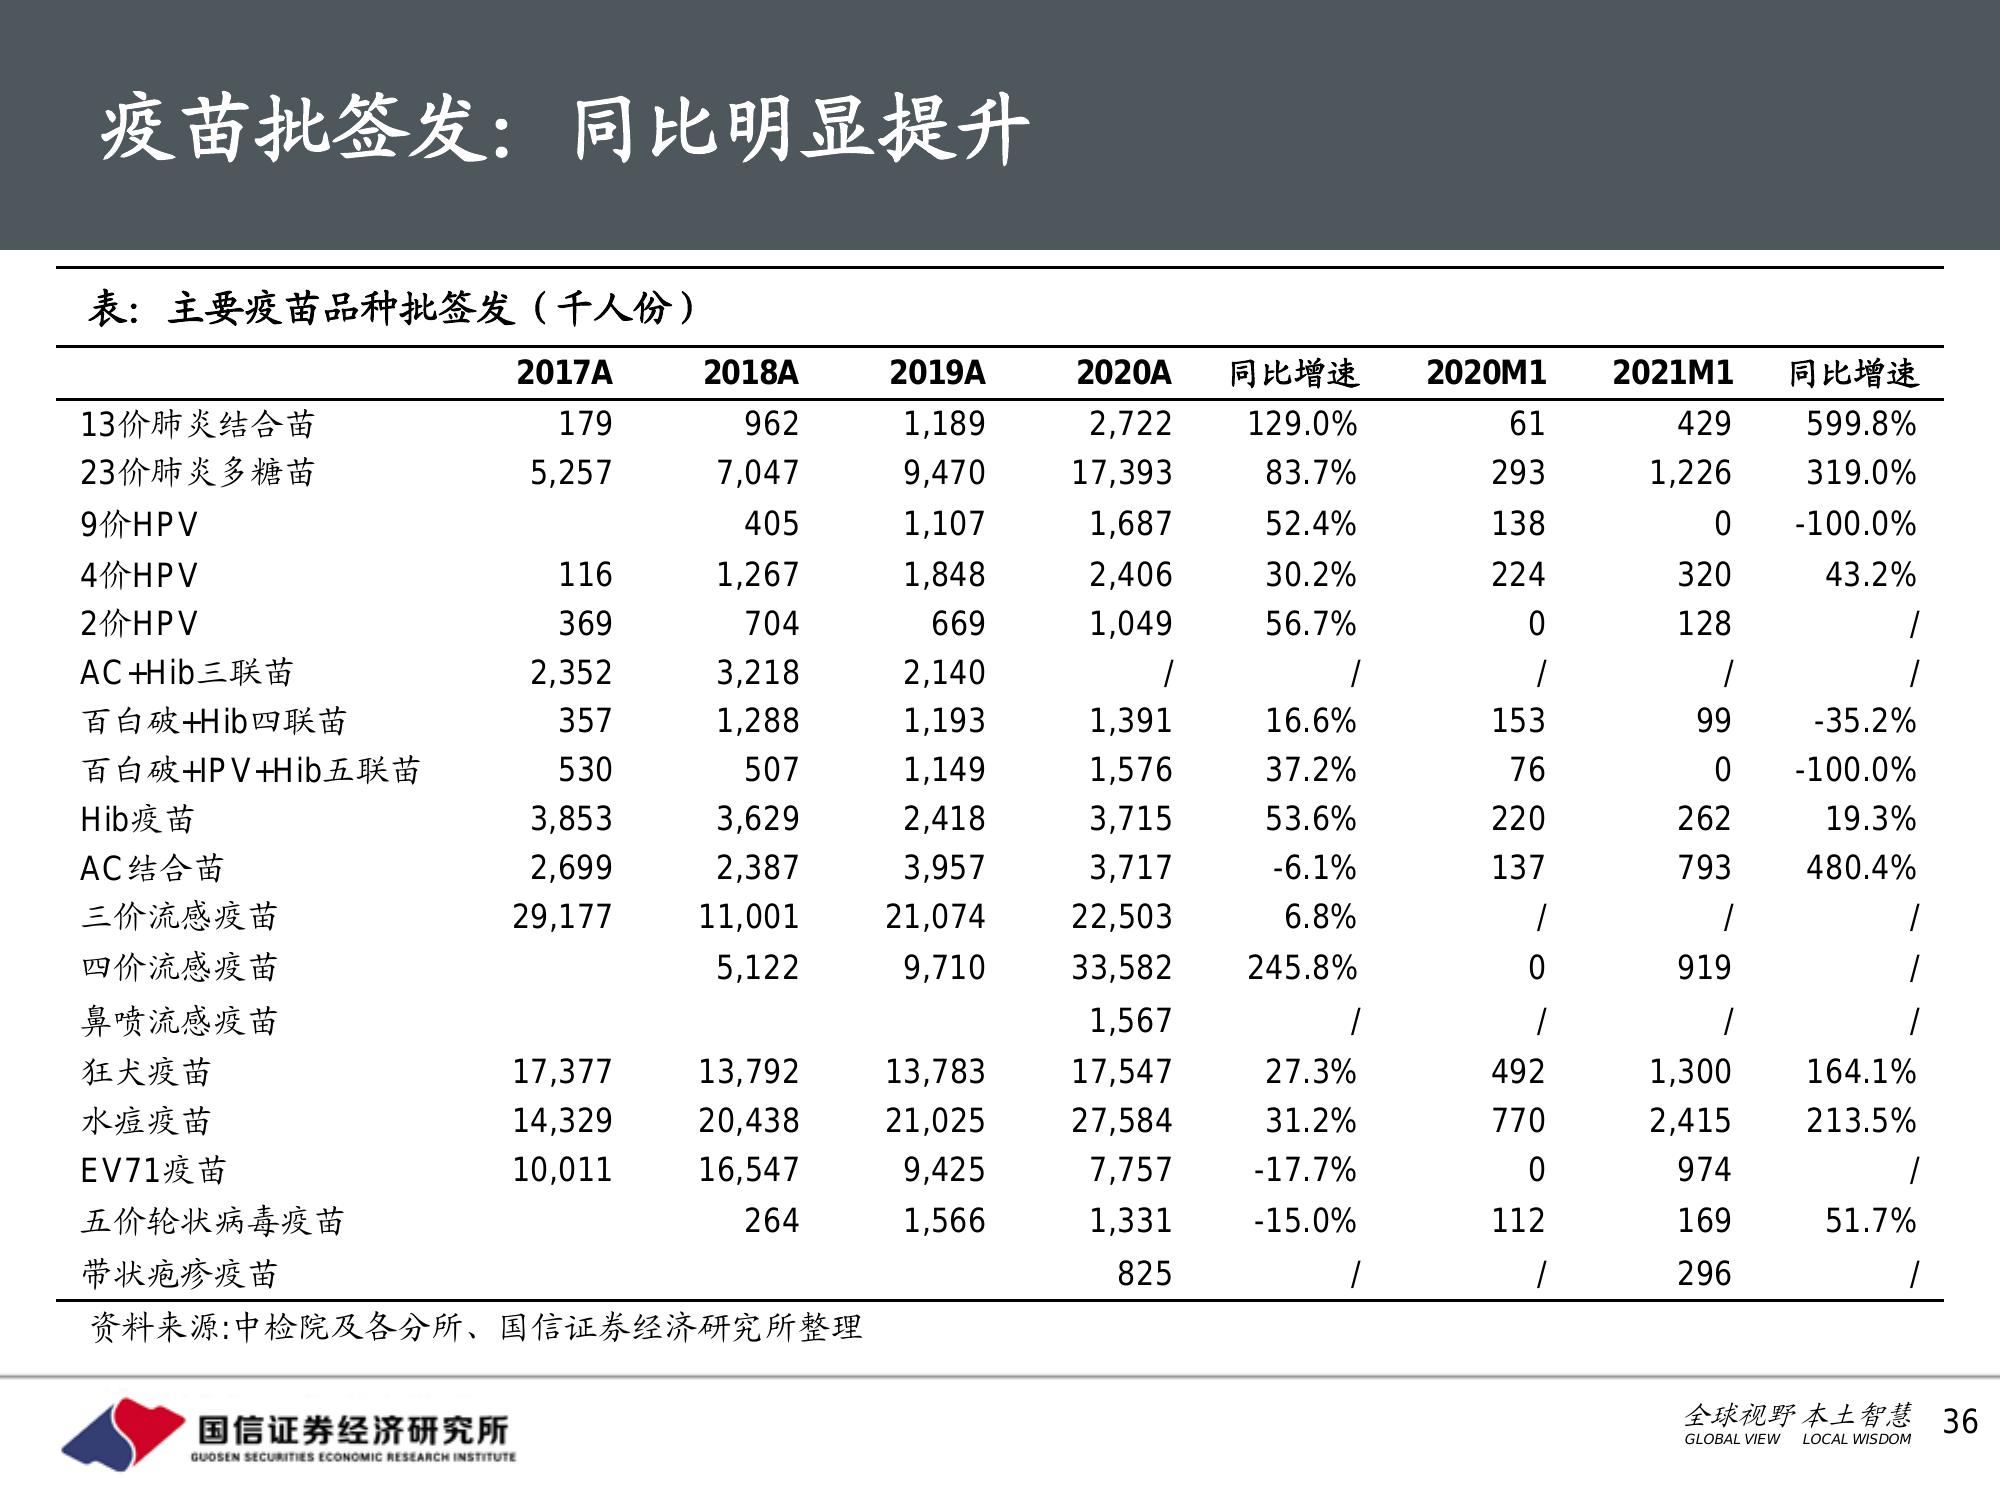 疫苗批签发：同比明显提升
表：主要疫苗品种批签发（千人份）
2017A 2018A 2019A 2020A 同比增速 2020M1 2021M1 同比增速
13价肺炎结合苗 179 962 1,189 2,722 129.0% 61 429 599.8%
23价肺炎多糖苗 5,257 7,047 9,470 17,393 83.7% 293 1,226 319.0%
9价HPV 405 1,107 1,687 52.4% 138 0 -100.0%
4价HPV 116 1,267 1,848 2,406 30.2% 224 320 43.2%
2价HPV 369 704 669 1,049 56.7% 0 128 /
AC+Hib三联苗 2,352 3,218 2,140 / / / / /
百白破+Hib四联苗 357 1,288 1,193 1,391 16.6% 153 99 -35.2%
百白破+IPV+Hib五联苗 530 507 1,149 1,576 37.2% 76 0 -100.0%
Hib疫苗 3,853 3,629 2,418 3,715 53.6% 220 262 19.3%
AC结合苗 2,699 2,387 3,957 3,717 -6.1% 137 793 480.4%
三价流感疫苗 29,177 11,001 21,074 22,503 6.8% / / /
四价流感疫苗 5,122 9,710 33,582 245.8% 0 919 /
鼻喷流感疫苗 1,567 / / / /
狂犬疫苗 17,377 13,792 13,783 17,547 27.3% 492 1,300 164.1%
水痘疫苗 14,329 20,438 21,025 27,584 31.2% 770 2,415 213.5%
EV71疫苗 10,011 16,547 9,425 7,757 -17.7% 0 974 /
五价轮状病毒疫苗 264 1,566 1,331 -15.0% 112 169 51.7%
带状疱疹疫苗 825 / / 296 /
资料来源:中检院及各分所、国信证券经济研究所整理
国信证券经济研究所
GUOSEN SECURITIES ECONOMIC RESEARCH INSTITUTE
全球视野 本土智慧
GLOBAL VIEW LOCAL WISDOM
36